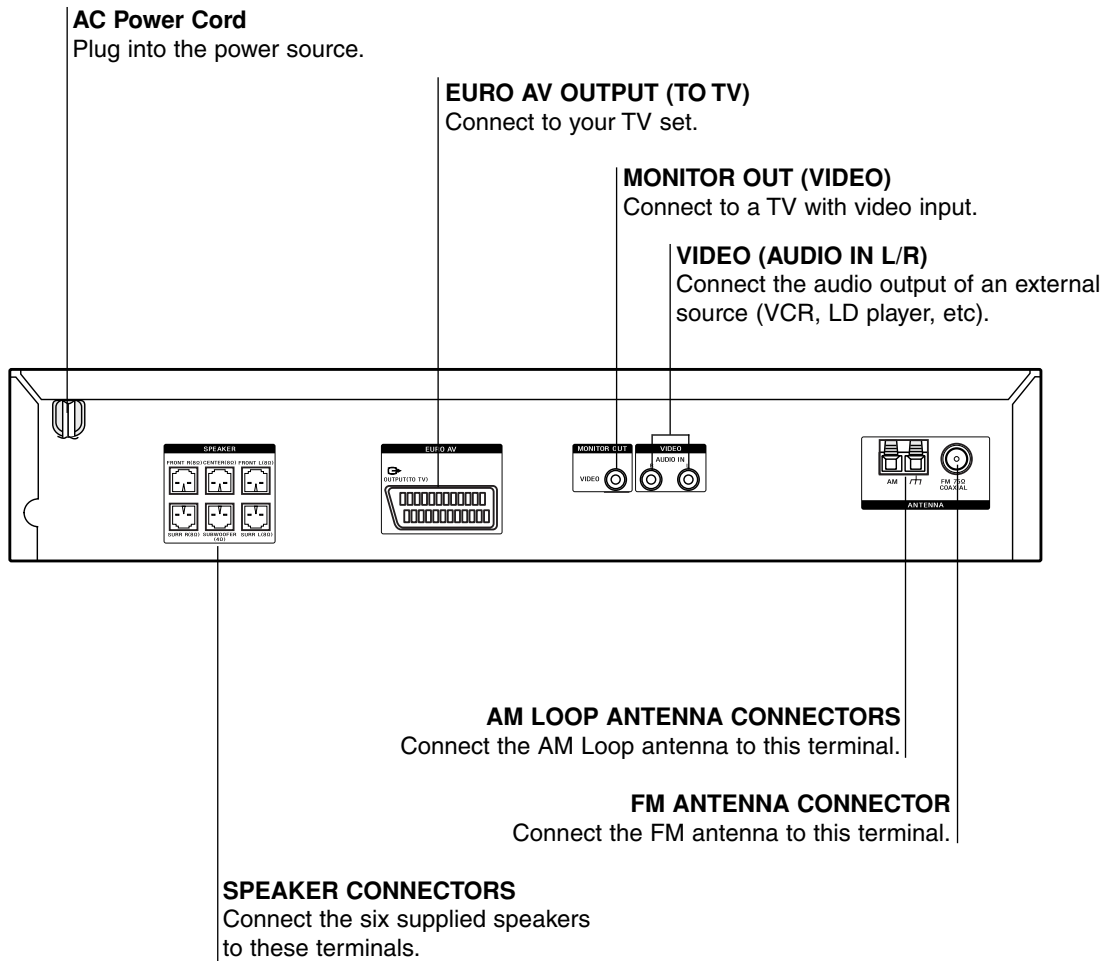 AC Power Cord
Plug into the power source.
EURO AV OUTPUT (TO TV)
Connect to your TV set.
MONITOR OUT (VIDEO)
Connect to a TV with video input.
VIDEO (AUDIO IN L/R)
Connect the audio output of an external
source (VCR, LD player, etc).
SPEAKER
FRONT R(8Ω) CENTER(8Ω) FRONT L(8Ω)
SURR R(8Ω) SUBWOOFER SURR L(8Ω)
(4Ω)
EURO AV
OUTPUT(TO TV)
MONITOR OUT
VIDEO
VIDEO
AUDIO IN
AM
FM 75Ω
COAXIAL
ANTENNA
AM LOOP ANTENNA CONNECTORS
Connect the AM Loop antenna to this terminal.
FM ANTENNA CONNECTOR
Connect the FM antenna to this terminal.
SPEAKER CONNECTORS
Connect the six supplied speakers
to these terminals.